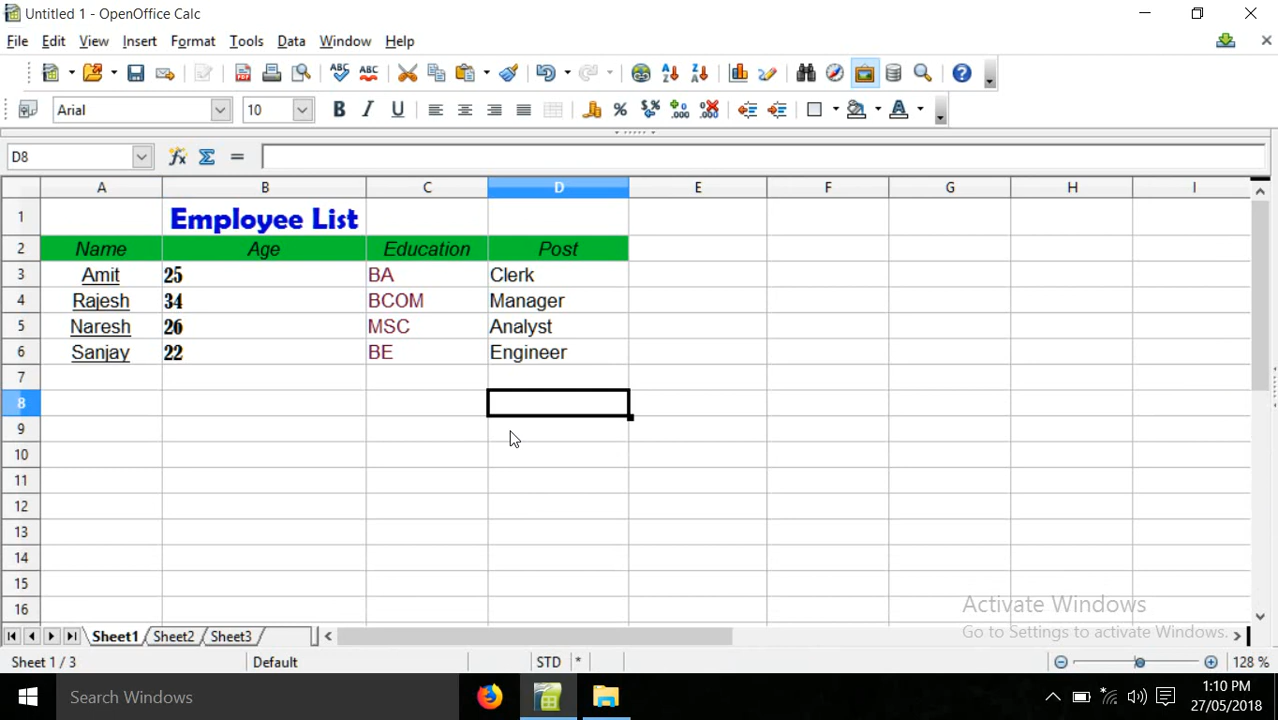 Untitled 1 - OpenOffice Calc
File Edit View Insert Format Tools Data Window Help
Arial 10
D8
A B C D E F G H I
1 Employee List
2 Name Age Education Post
3 Amit 25 BA Clerk
4 Rajesh 34 BCOM Manager
5 Naresh 26 MSC Analyst
6 Sanjay 22 BE Engineer
7
8
9
10
11
12
13
14
15
16
Activate Windows
Go to Settings to activate Windows.
Sheet1 Sheet2 Sheet3
Sheet 1 / 3 Default STD * 128 %
Search Windows
1:10 PM
27/05/2018